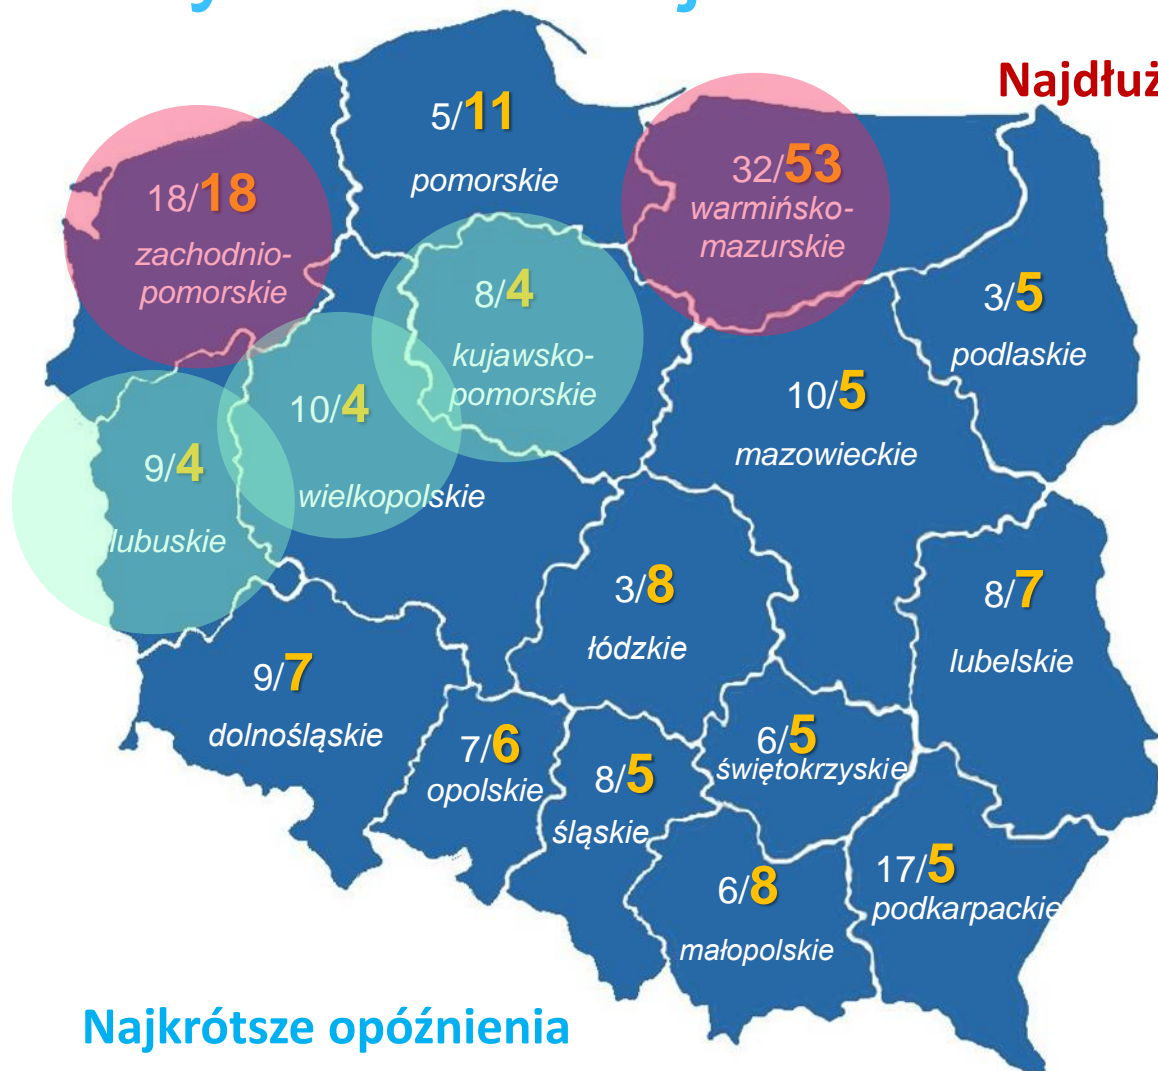 Najdłuż
5/11
pomorskie
18/18
zachodnio-
pomorskie
32/53
warmińsko-
mazurskie
8/4
kujawsko-
pomorskie
3/5
podlaskie
10/4
wielkopolskie
10/5
mazowieckie
9/4
lubuskie
3/8
łódzkie
8/7
lubelskie
9/7
dolnośląskie
7/6
opolskie
8/5
śląskie
6/5
świętokrzyskie
6/8
małopolskie
17/5
podkarpackie
Najkrótsze opóźnienia